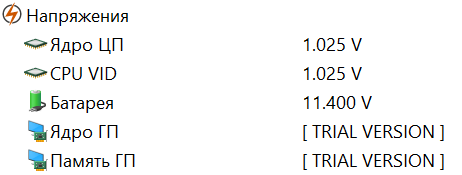 Напряжения
Ядро ЦП 1.025 V
CPU VID 1.025 V
Батарея 11.400 V
Ядро ГП [ TRIAL VERSION ]
Память ГП [ TRIAL VERSION ]